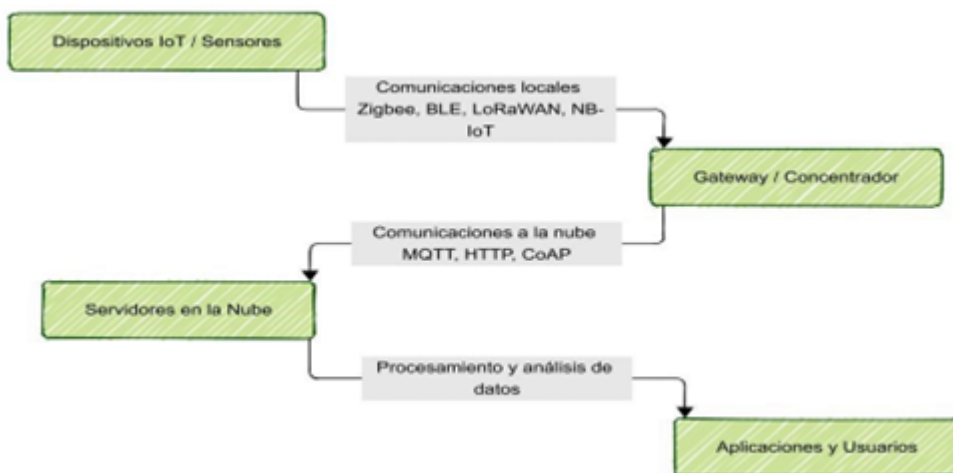 Dispositivos IoT / Sensores
Comunicaciones locales
Zigbee, BLE, LoRaWAN, NB-
IoT
Gateway / Concentrador
Comunicaciones a la nube
MQTT, HTTP, CoAP
Servidores en la Nube
Procesamiento y análisis de
datos
Aplicaciones y Usuarios